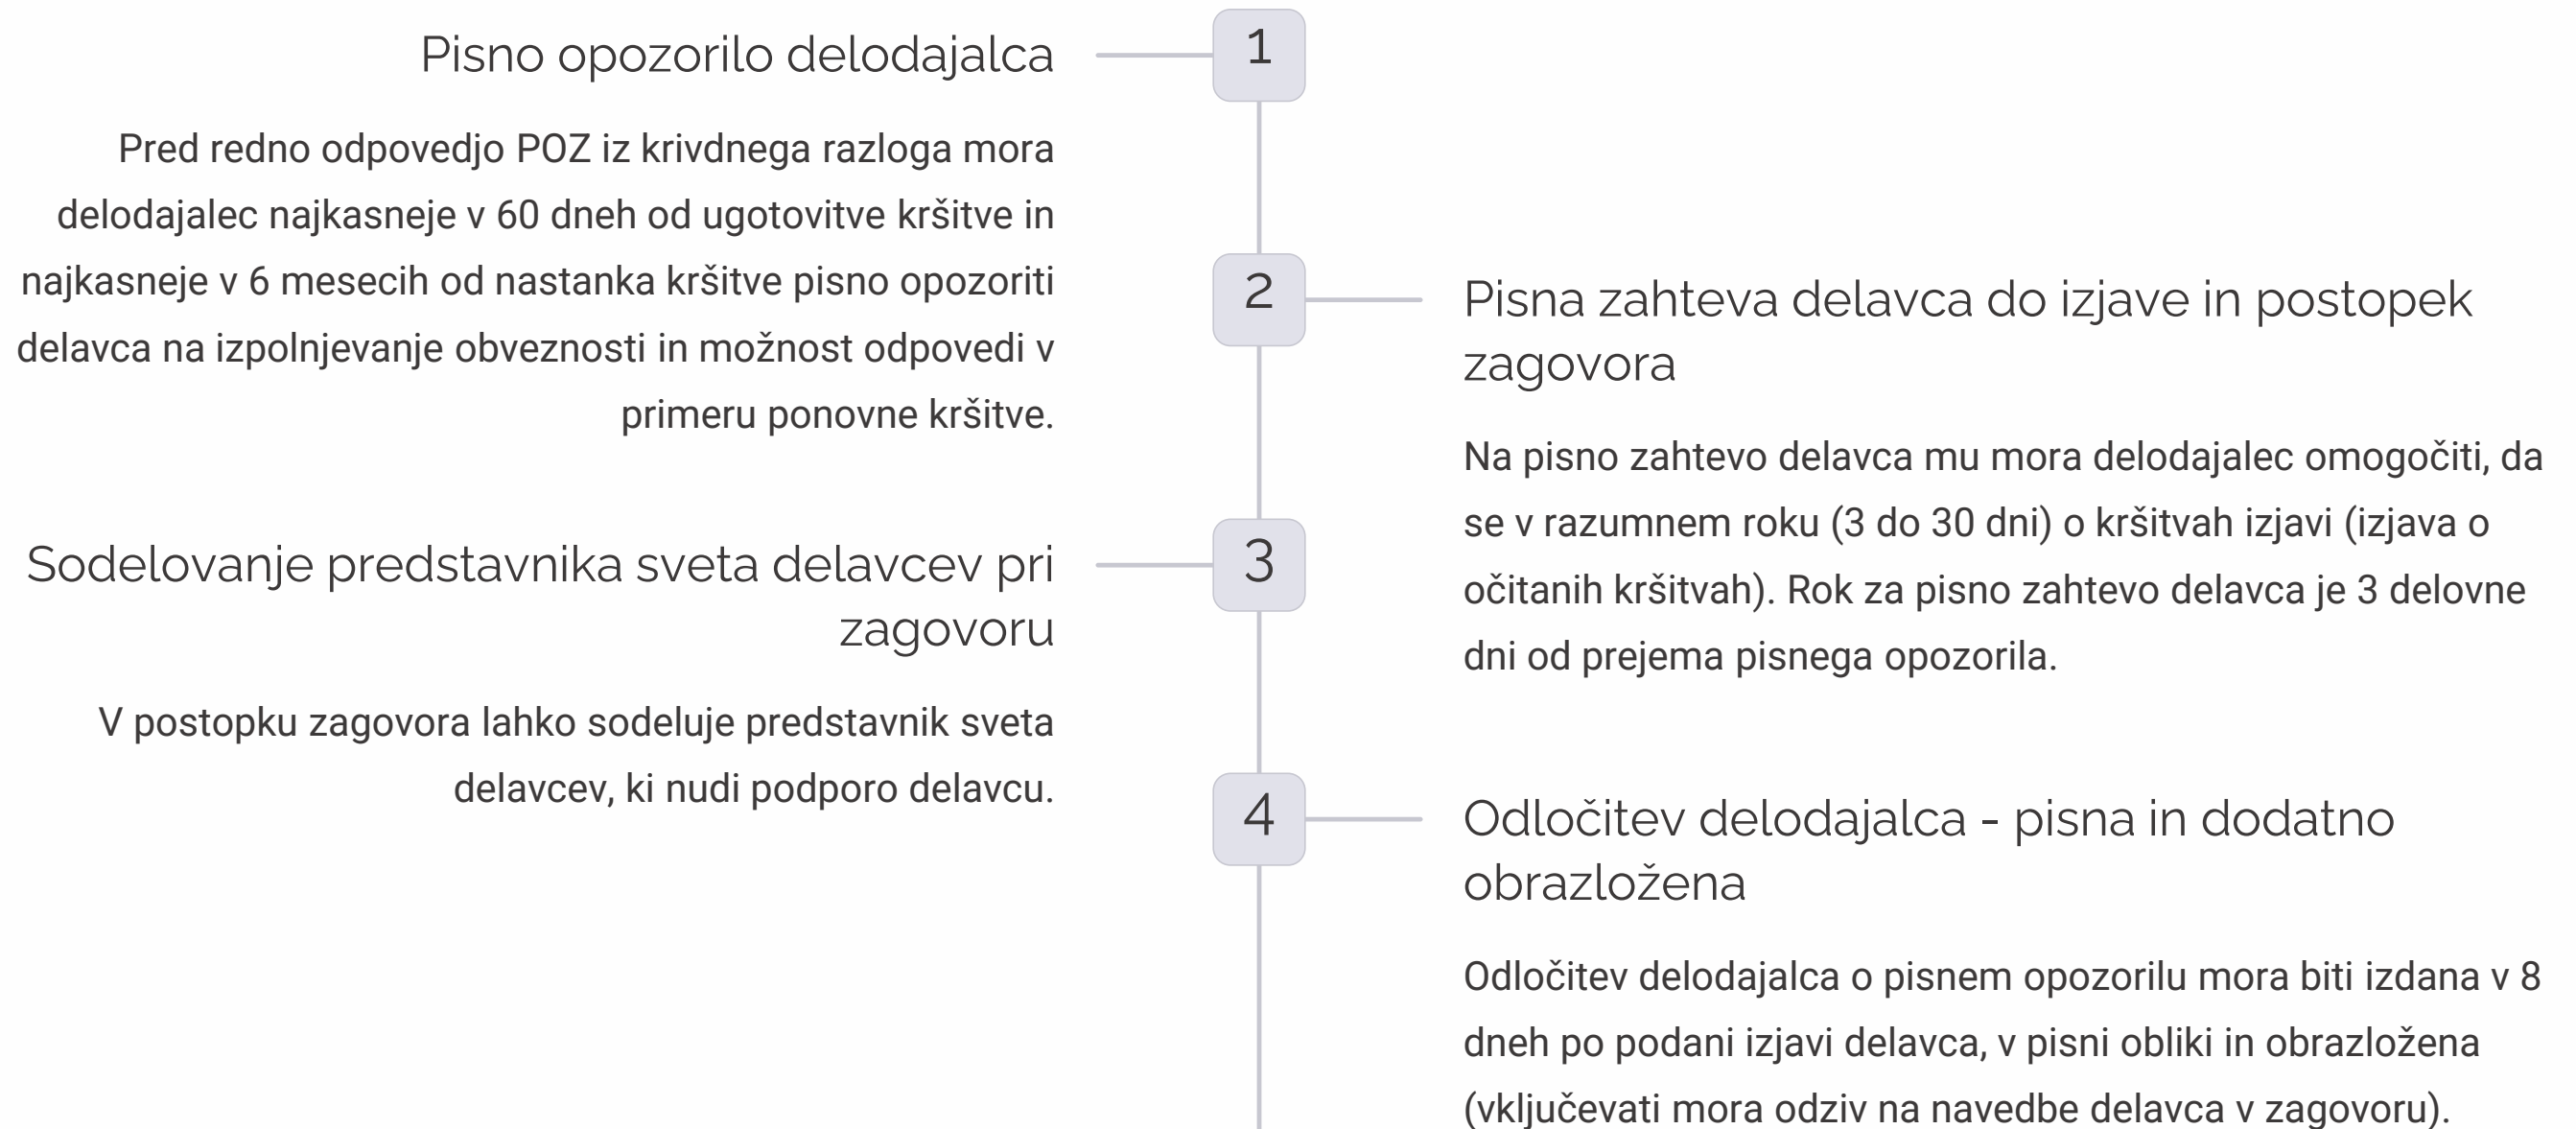 1
Pisno opozorilo delodajalca
Pred redno odpovedjo POZ iz krivdnega razloga mora
delodajalec najkasneje v 60 dneh od ugotovitve kršitve in
najkasneje v 6 mesecih od nastanka kršitve pisno opozoriti
delavca na izpolnjevanje obveznosti in možnost odpovedi v
primeru ponovne kršitve.
2
Pisna zahteva delavca do izjave in postopek
zagovora
Na pisno zahtevo delavca mu mora delodajalec omogočiti, da
se v razumnem roku (3 do 30 dni) o kršitvah izjavi (izjava o
očitanih kršitvah). Rok za pisno zahtevo delavca je 3 delovne
dni od prejema pisnega opozorila.
3
Sodelovanje predstavnika sveta delavcev pri
zagovoru
V postopku zagovora lahko sodeluje predstavnik sveta
delavcev, ki nudi podporo delavcu.
4
Odločitev delodajalca - pisna in dodatno
obrazložena
Odločitev delodajalca o pisnem opozorilu mora biti izdana v 8
dneh po podani izjavi delavca, v pisni obliki in obrazložena
(vključevati mora odziv na navedbe delavca v zagovoru).